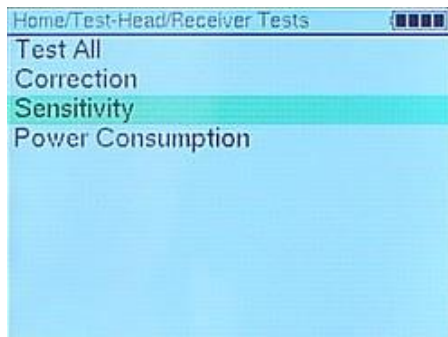 Home/Test-Head/Receiver Tests
Test All
Correction
Sensitivity
Power Consumption